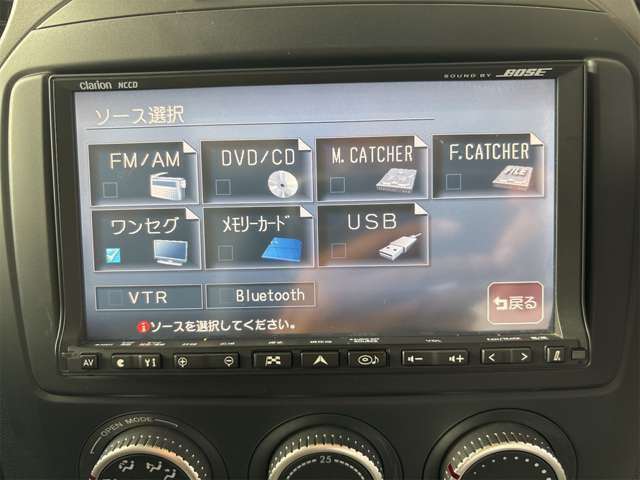 Clarion NCCD SOUND BY BOSE
ソース選択
FM/AM DVD/CD M.CATCHER F.CATCHER
FILE
ワンセグ ﾒﾓﾘｰｶｰﾄﾞ USB
VTR Bluetooth
戻る
iソースを選択してください。
AV
OPEN MODE
25